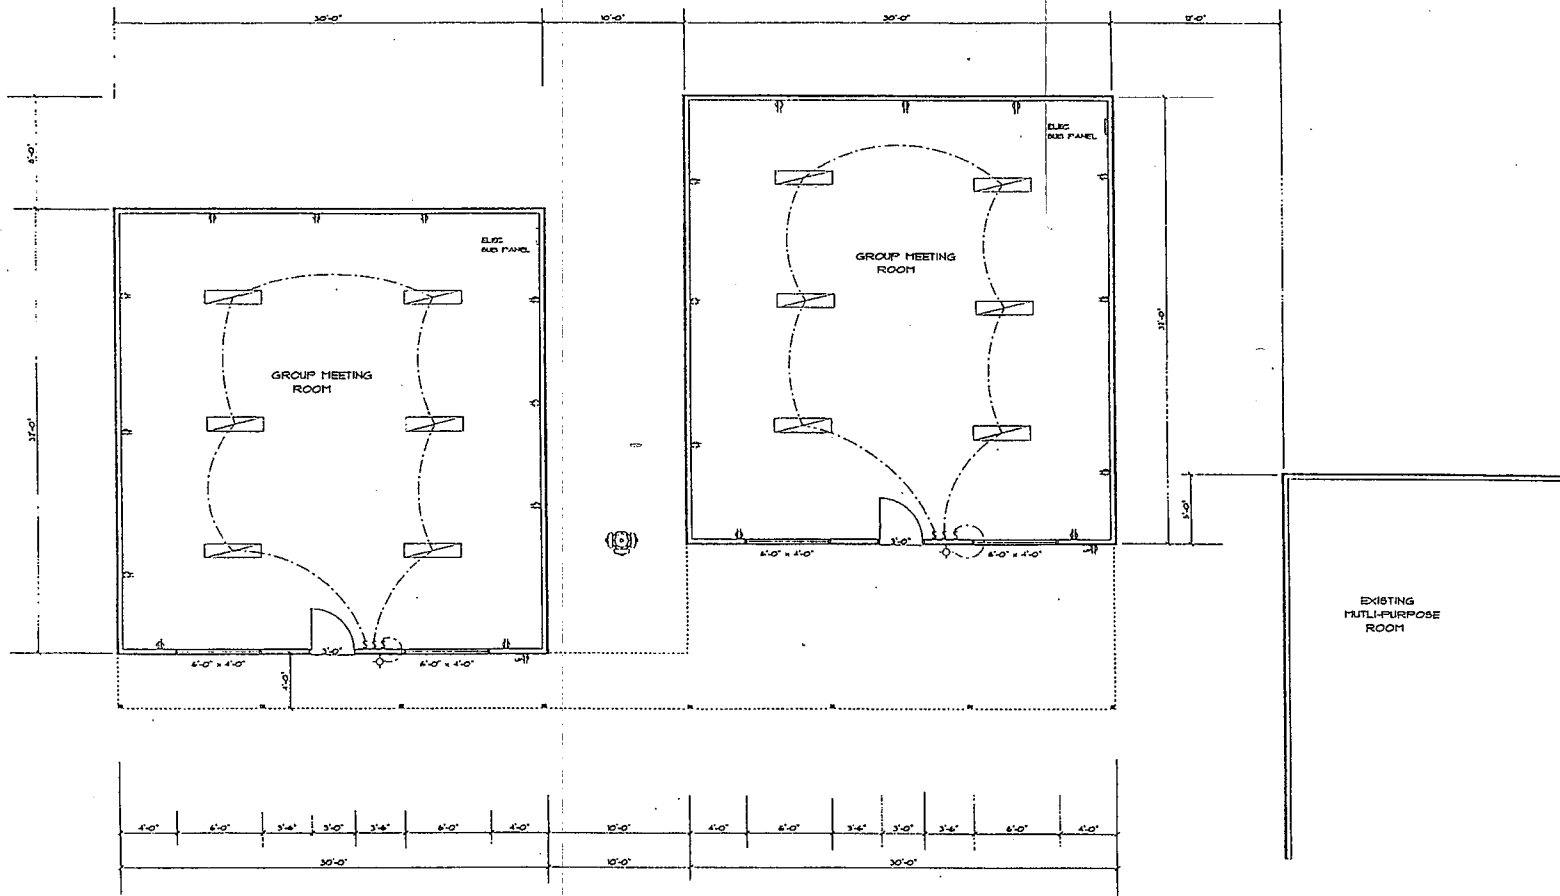 30'-0" 10'-0" 30'-0" 12'-0"
8'-0"
ELEC
SUB PANEL
GROUP MEETING
ROOM
ELEC
SUB PANEL
GROUP MEETING
ROOM
3'-0"
6'-0" x 4'-0" 6'-0" x 4'-0"
5'-0"
EXISTING
MUTLI-PURPOSE
ROOM
3'-0"
6'-0" x 4'-0" 6'-0" x 4'-0"
4'-0"
4'-0" 6'-0" 3'-6" 3'-0" 3'-6" 6'-0" 4'-0" 10'-0" 4'-0" 6'-0" 3'-6" 3'-0" 3'-6" 6'-0" 4'-0"
30'-0" 10'-0" 30'-0"